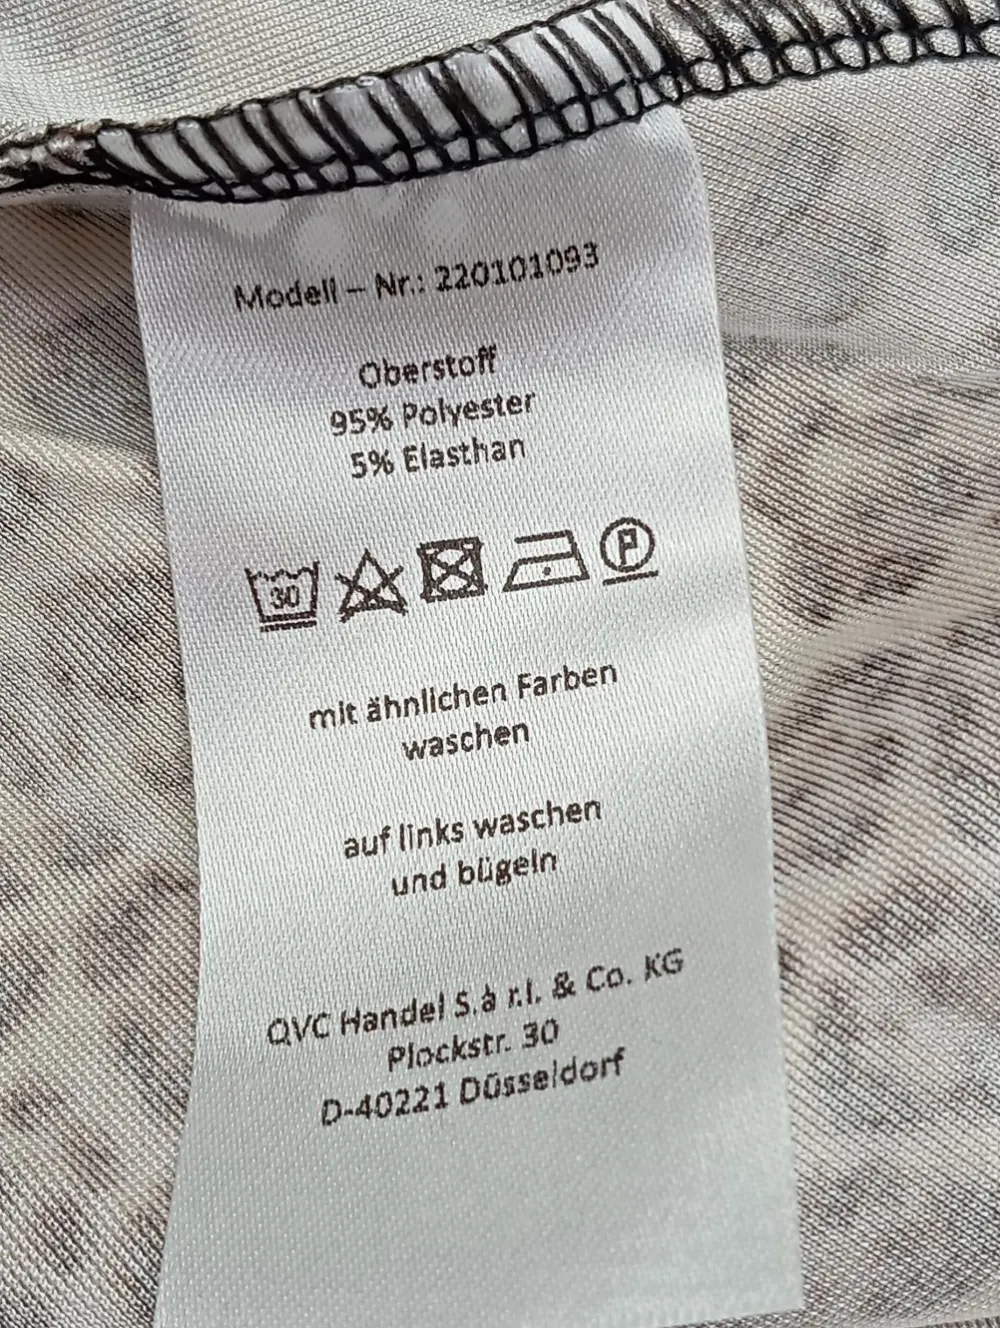 Modell – Nr.: 220101093
Oberstoff
95% Polyester
5% Elasthan
30 P
mit ähnlichen Farben
waschen
auf links waschen
und bügeln
QVC Handel S.à r.l. & Co. KG
Plockstr. 30
D-40221 Düsseldorf